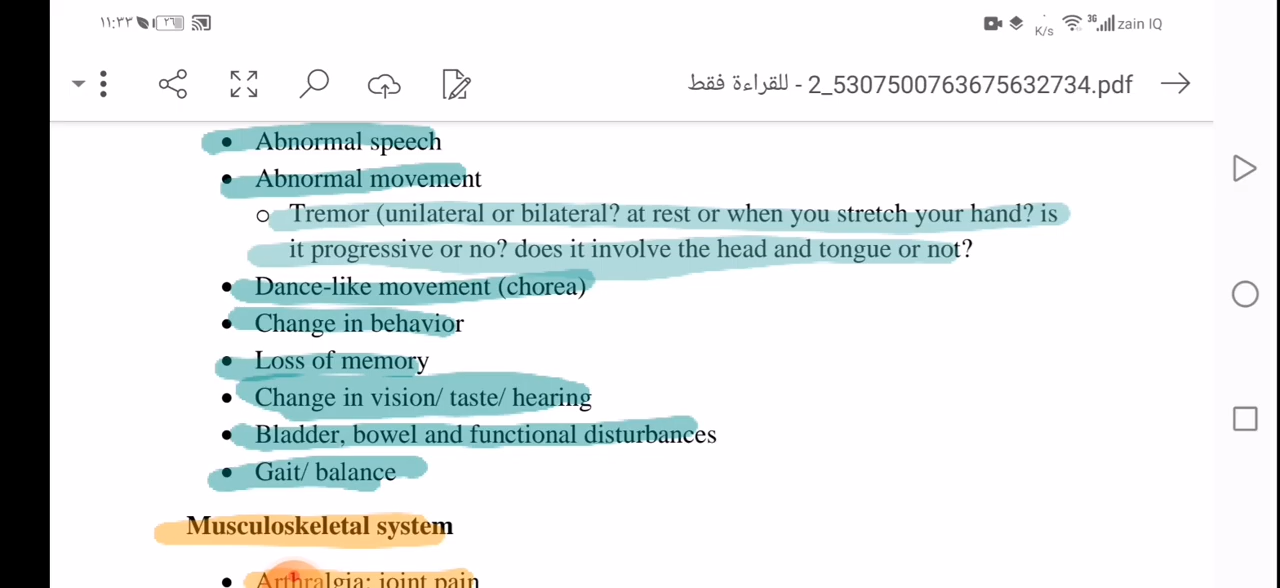 ١١:٢٣ ٢٦ K/s 3G zain IQ
2_5307500763675632734.pdf - للقراءة فقط
• Abnormal speech
• Abnormal movement
o Tremor (unilateral or bilateral? at rest or when you stretch your hand? is
it progressive or no? does it involve the head and tongue or not?
• Dance-like movement (chorea)
• Change in behavior
• Loss of memory
• Change in vision/ taste/ hearing
• Bladder, bowel and functional disturbances
• Gait/ balance
Musculoskeletal system
• Arthralgia: joint pain